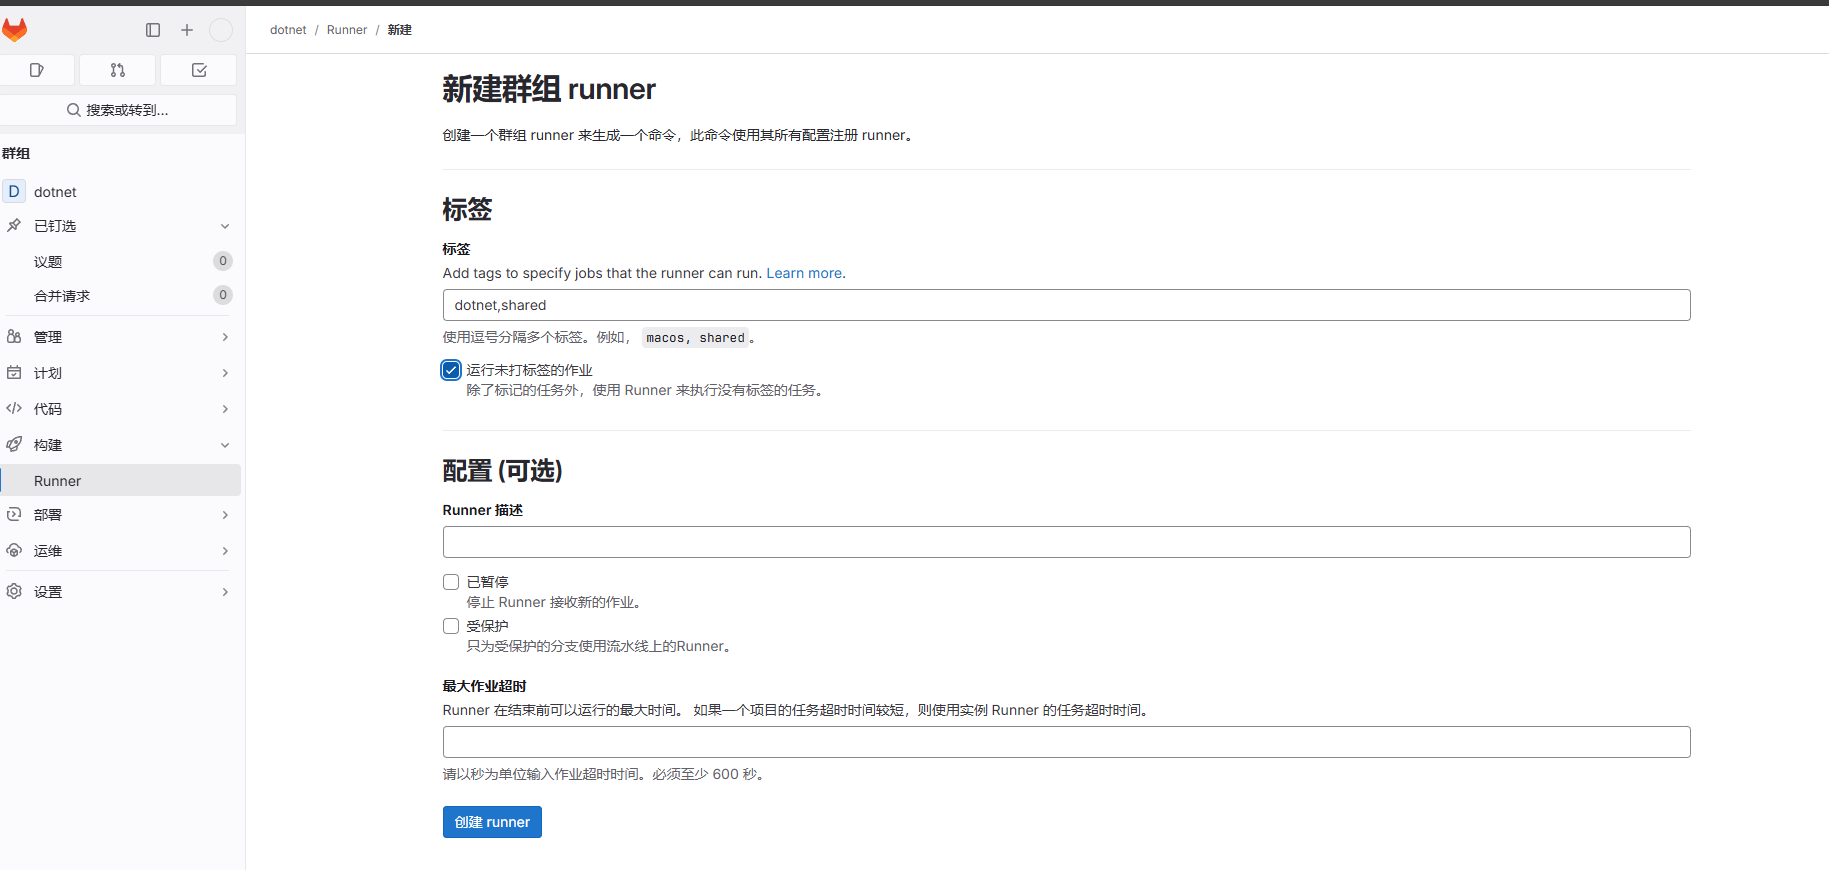 dotnet / Runner / 新建
搜索或转到...
群组
D dotnet
已钉选
议题 0
合并请求 0
管理
计划
代码
构建
Runner
部署
运维
设置
新建群组 runner
创建一个群组 runner 来生成一个命令，此命令使用其所有配置注册 runner。
标签
标签
Add tags to specify jobs that the runner can run. Learn more.
dotnet,shared
使用逗号分隔多个标签。例如， macos, shared。
运行未打标签的作业
除了标记的任务外，使用 Runner 来执行没有标签的任务。
配置 (可选)
Runner 描述
已暂停
停止 Runner 接收新的作业。
受保护
只为受保护的分支使用流水线上的Runner。
最大作业超时
Runner 在结束前可以运行的最大时间。 如果一个项目的任务超时时间较短，则使用实例 Runner 的任务超时时间。
请以秒为单位输入作业超时时间。必须至少 600 秒。
创建 runner